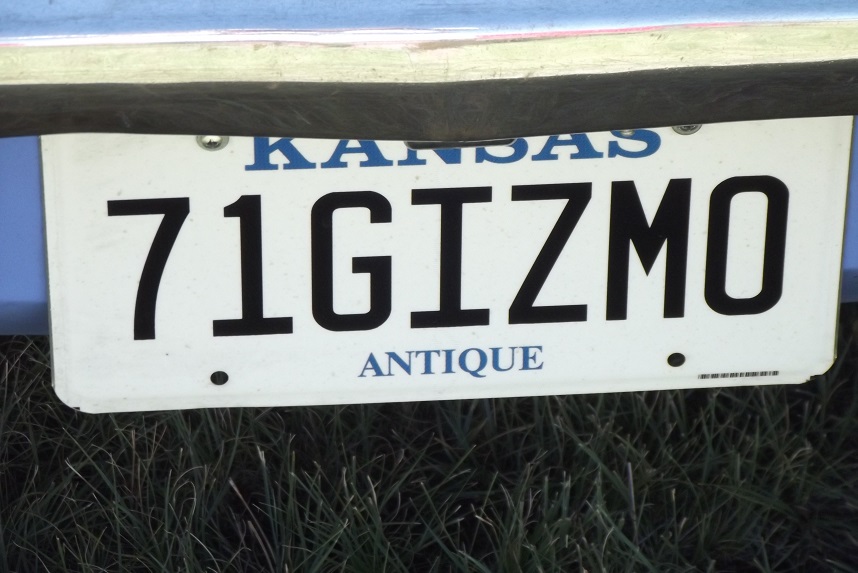 KANSAS
71GIZMO
ANTIQUE